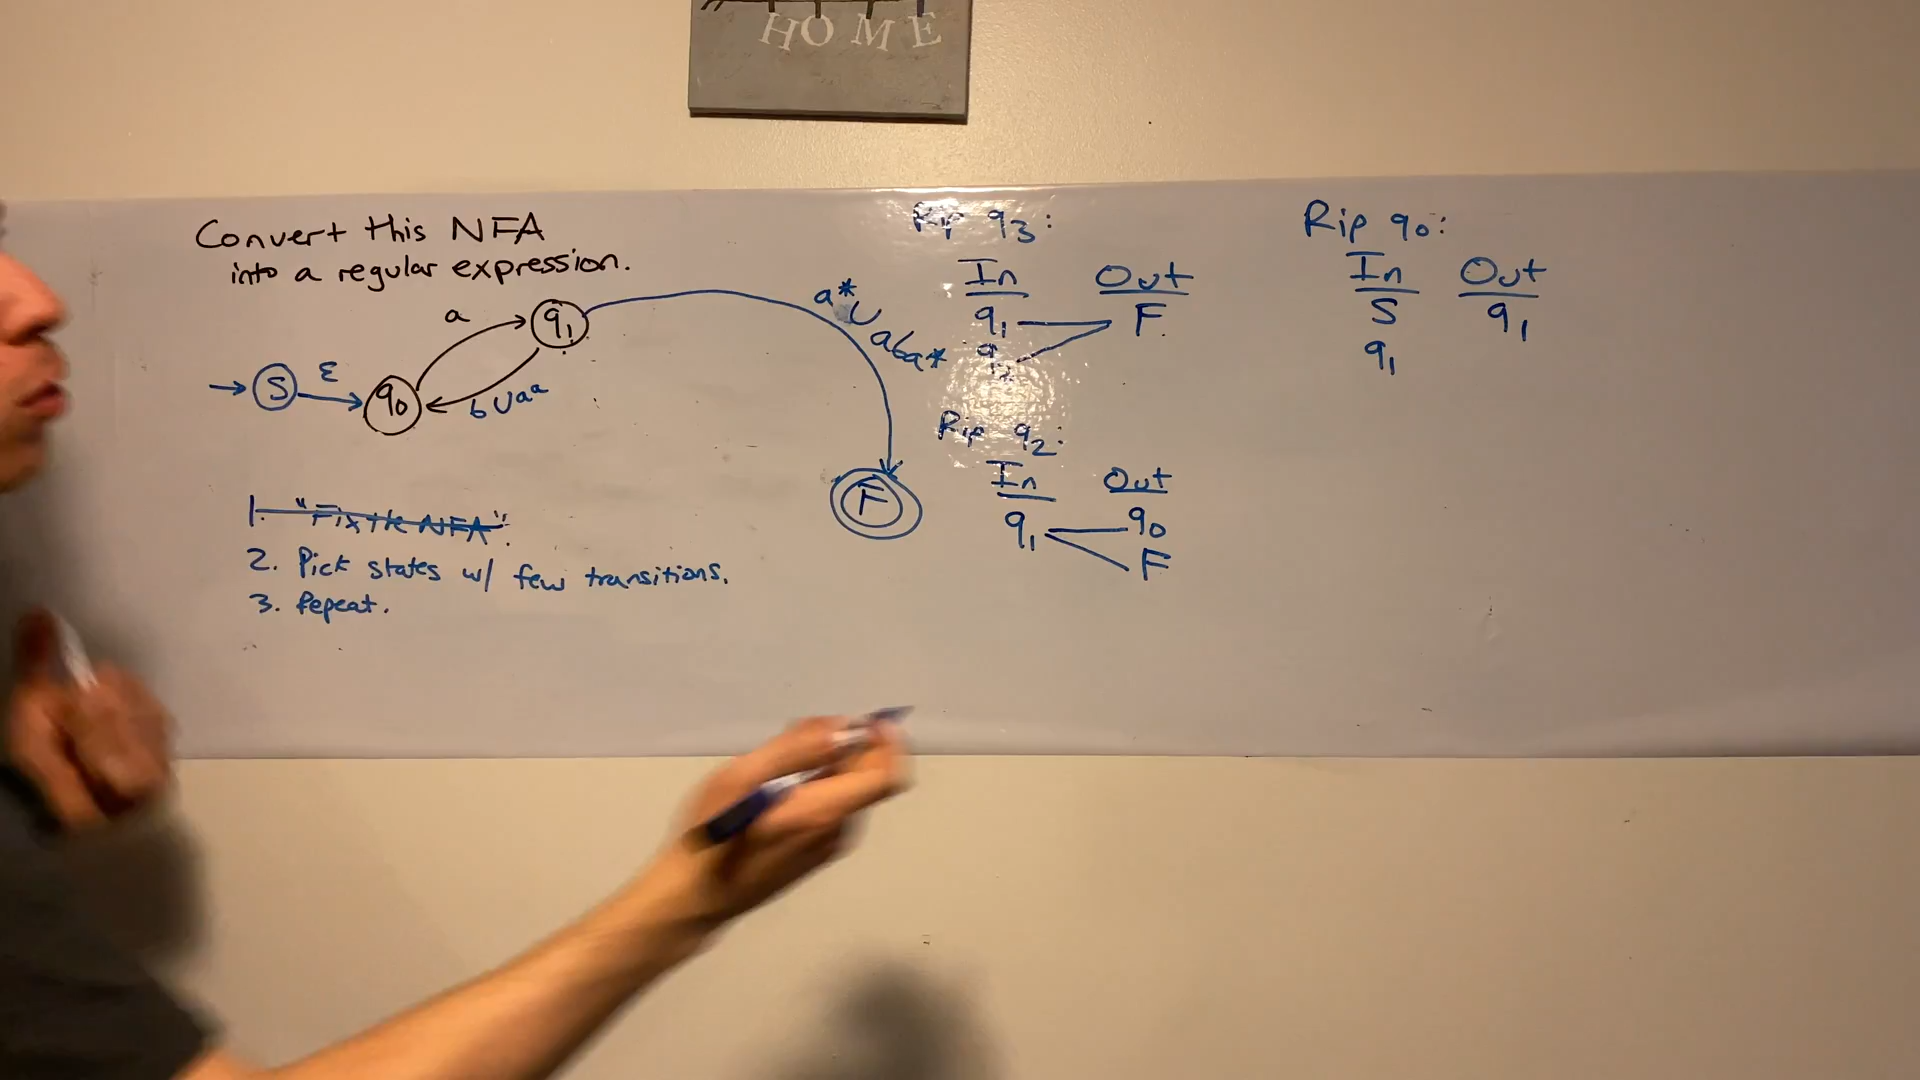 HOME
Convert this NFA
into a regular expression.
a
q1
S
ε
q0
b∪aa
a*∪
aba*
F
1. "Fix the NFA".
2. Pick states w/ few transitions.
3. Repeat.
Rip q3:
In Out
q1 F
q2
Rip q2:
In Out
q1 q0
F
Rip q0:
In Out
S q1
q1